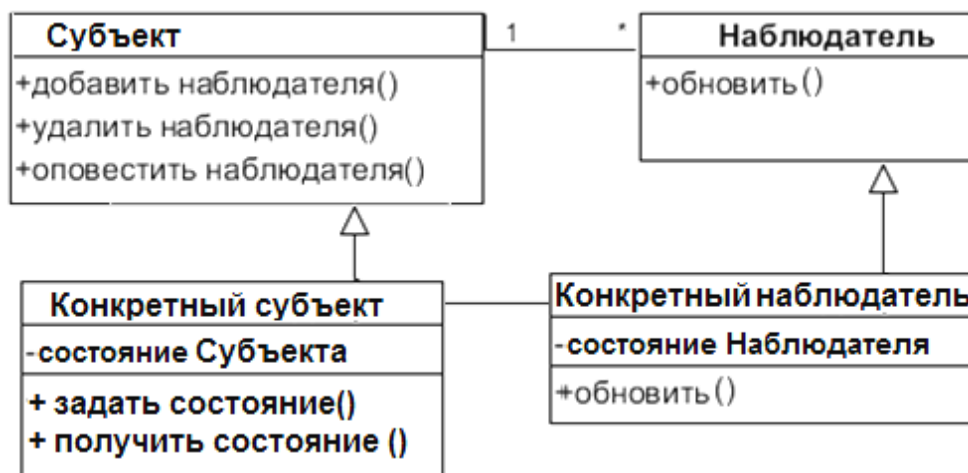 Субъект
+добавить наблюдателя()
+удалить наблюдателя()
+оповестить наблюдателя()
1 *
Наблюдатель
+обновить()
Конкретный субъект
-состояние Субъекта
+ задать состояние()
+ получить состояние ()
Конкретный наблюдатель
-состояние Наблюдателя
+обновить()